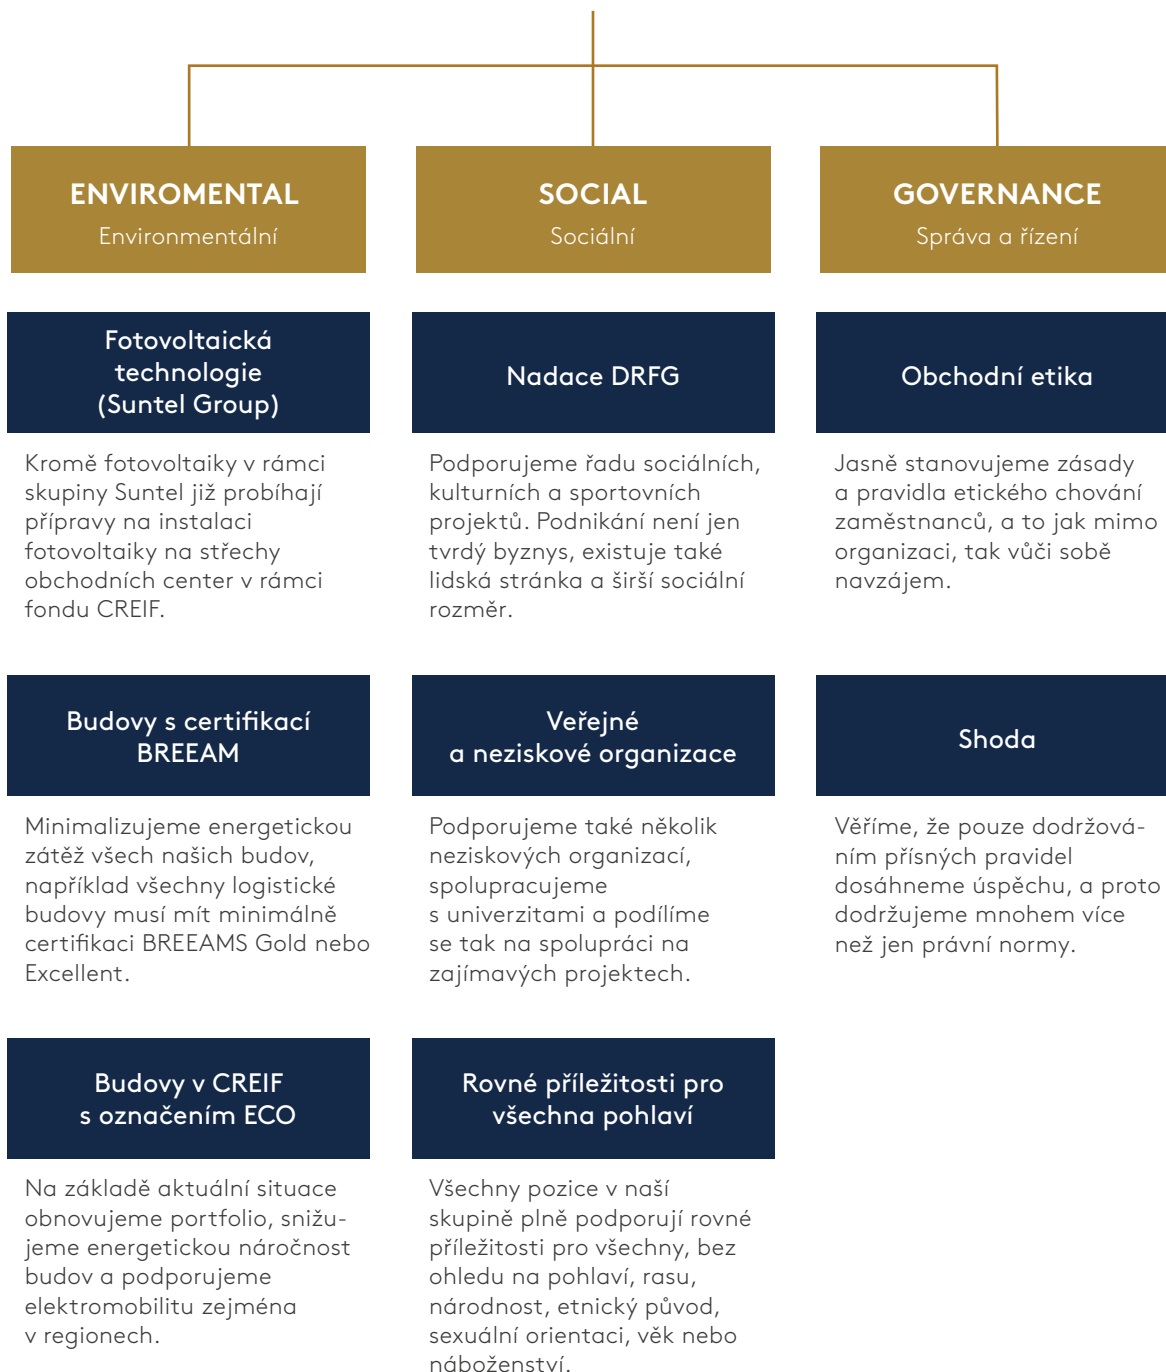 ENVIROMENTAL
Environmentální
SOCIAL
Sociální
GOVERNANCE
Správa a řízení
Fotovoltaická
technologie
(Suntel Group)
Kromě fotovoltaiky v rámci
skupiny Suntel již probíhají
přípravy na instalaci
fotovoltaiky na střechy
obchodních center v rámci
fondu CREIF.
Nadace DRFG
Podporujeme řadu sociálních,
kulturních a sportovních
projektů. Podnikání není jen
tvrdý byznys, existuje také
lidská stránka a širší sociální
rozměr.
Obchodní etika
Jasně stanovujeme zásady
a pravidla etického chování
zaměstnanců, a to jak mimo
organizaci, tak vůči sobě
navzájem.
Budovy s certifikací
BREEAM
Minimalizujeme energetickou
zátěž všech našich budov,
například všechny logistické
budovy musí mít minimálně
certifikaci BREEAMS Gold nebo
Excellent.
Veřejné
a neziskové organizace
Podporujeme také několik
neziskových organizací,
spolupracujeme
s univerzitami a podílíme
se tak na spolupráci na
zajímavých projektech.
Shoda
Věříme, že pouze dodržová-
ním přísných pravidel
dosáhneme úspěchu, a proto
dodržujeme mnohem více
než jen právní normy.
Budovy v CREIF
s označením ECO
Na základě aktuální situace
obnovujeme portfolio, snižu-
jeme energetickou náročnost
budov a podporujeme
elektromobilitu zejména
v regionech.
Rovné příležitosti pro
všechna pohlaví
Všechny pozice v naší
skupině plně podporují rovné
příležitosti pro všechny, bez
ohledu na pohlaví, rasu,
národnost, etnický původ,
sexuální orientaci, věk nebo
náboženství.